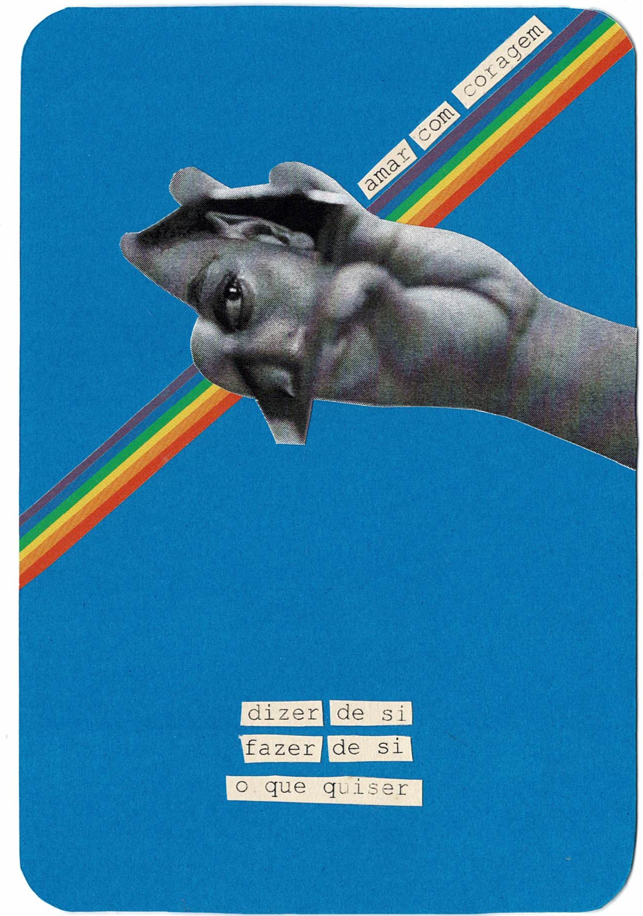 amar com coragem
dizer de si
fazer de si
o que quiser